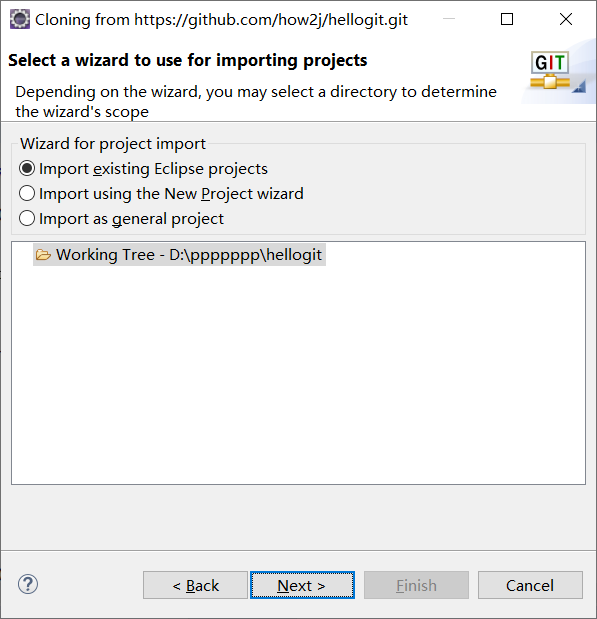 Cloning from https://github.com/how2j/hellogit.git
Select a wizard to use for importing projects
Depending on the wizard, you may select a directory to determine
the wizard's scope
GIT
Wizard for project import
Import existing Eclipse projects
Import using the New Project wizard
Import as general project
Working Tree - D:\ppppppp\hellogit
?
< Back
Next >
Finish
Cancel